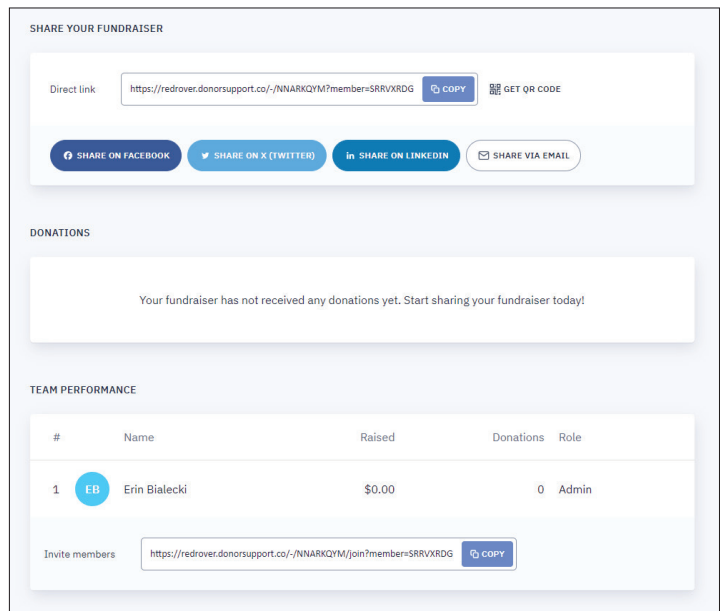 SHARE YOUR FUNDRAISER
Direct link https://redrover.donorsupport.co/-/NNARKQYM?member=SRRVXRDG COPY GET QR CODE
SHARE ON FACEBOOK SHARE ON X (TWITTER) in SHARE ON LINKEDIN SHARE VIA EMAIL
DONATIONS
Your fundraiser has not received any donations yet. Start sharing your fundraiser today!
TEAM PERFORMANCE
# Name Raised Donations Role
1 EB Erin Bialecki $0.00 0 Admin
Invite members https://redrover.donorsupport.co/-/NNARKQYM/join?member=SRRVXRDG COPY